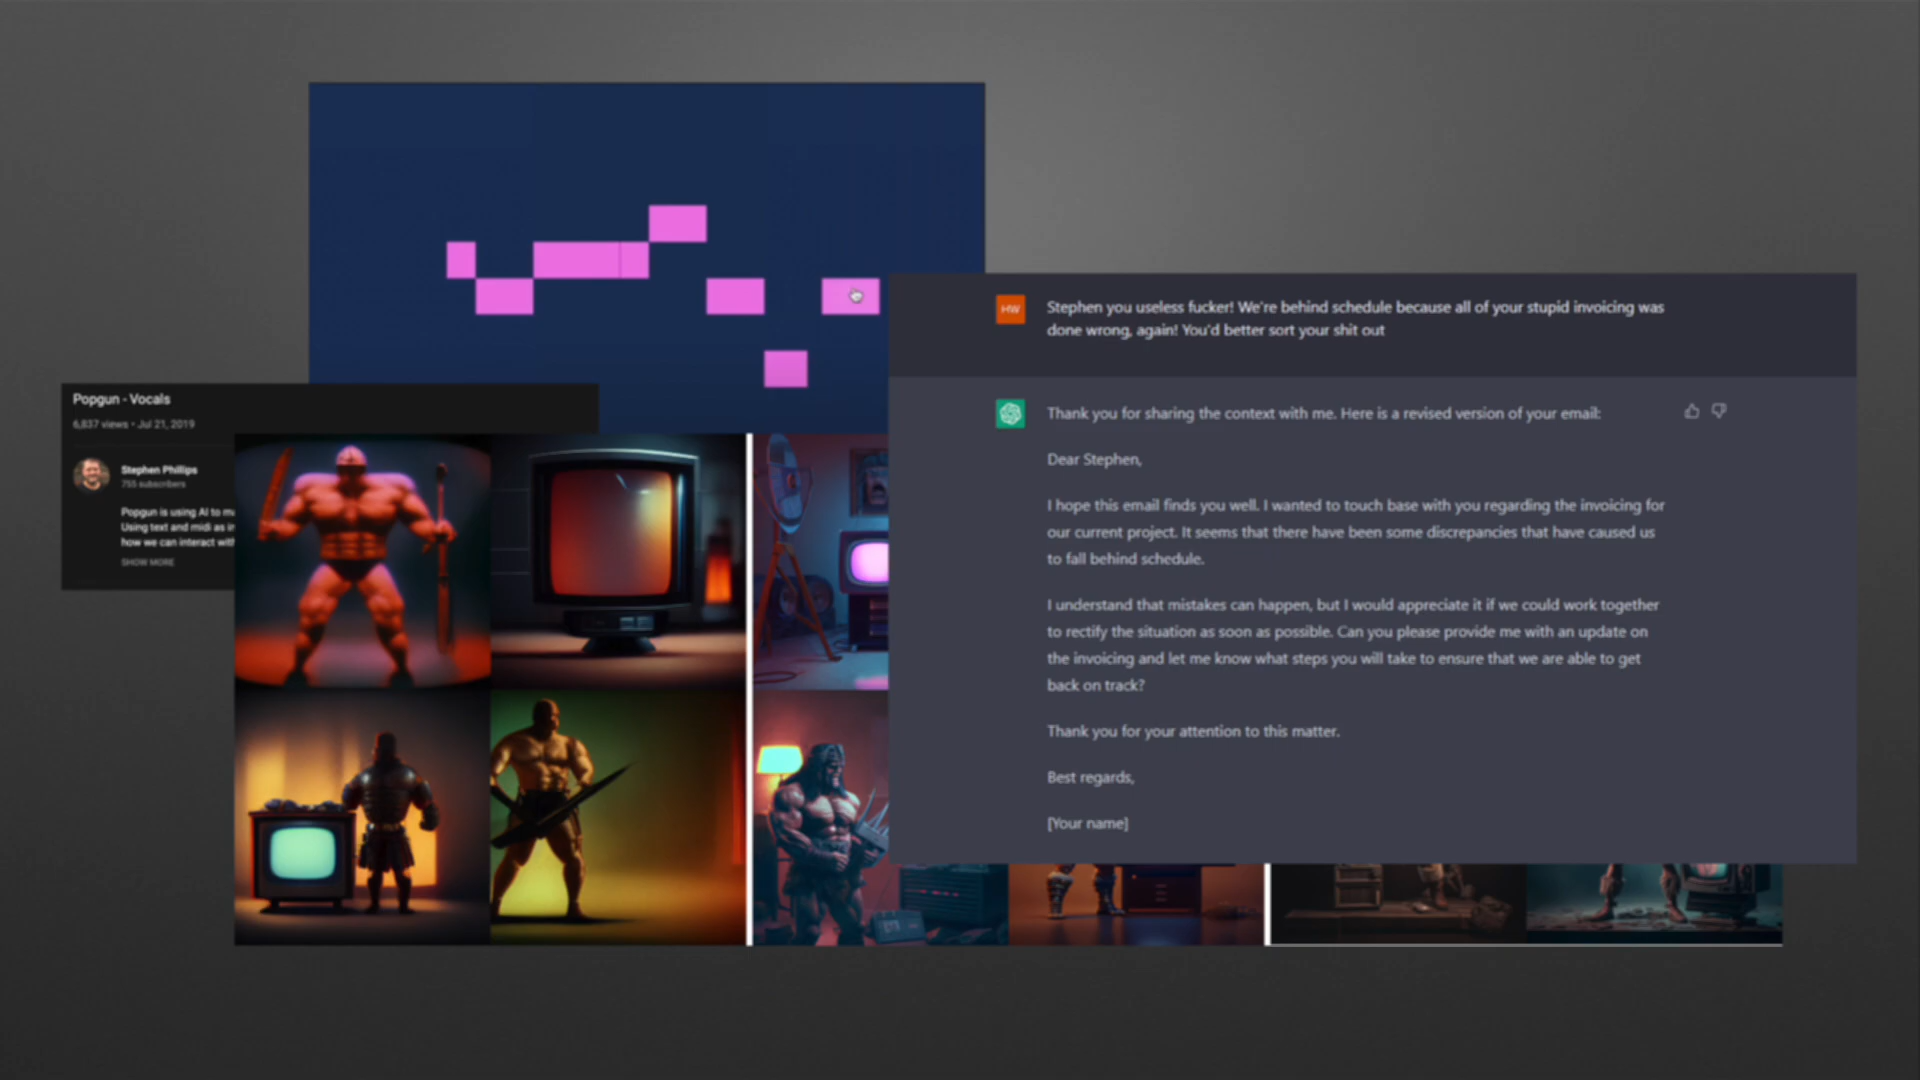 Popgun - Vocals
6,837 views • Jul 21, 2019
Stephen Phillips
755 subscribers
Popgun is using AI to
Using text and midi as
how we can interact
SHOW MORE
HW
Stephen you useless fucker! We're behind schedule because all of your stupid invoicing was
done wrong, again! You'd better sort your shit out
Thank you for sharing the context with me. Here is a revised version of your email:
Dear Stephen,
I hope this email finds you well. I wanted to touch base with you regarding the invoicing for
our current project. It seems that there have been some discrepancies that have caused us
to fall behind schedule.
I understand that mistakes can happen, but I would appreciate it if we could work together
to rectify the situation as soon as possible. Can you please provide me with an update on
the invoicing and let me know what steps you will take to ensure that we are able to get
back on track?
Thank you for your attention to this matter.
Best regards,
[Your name]